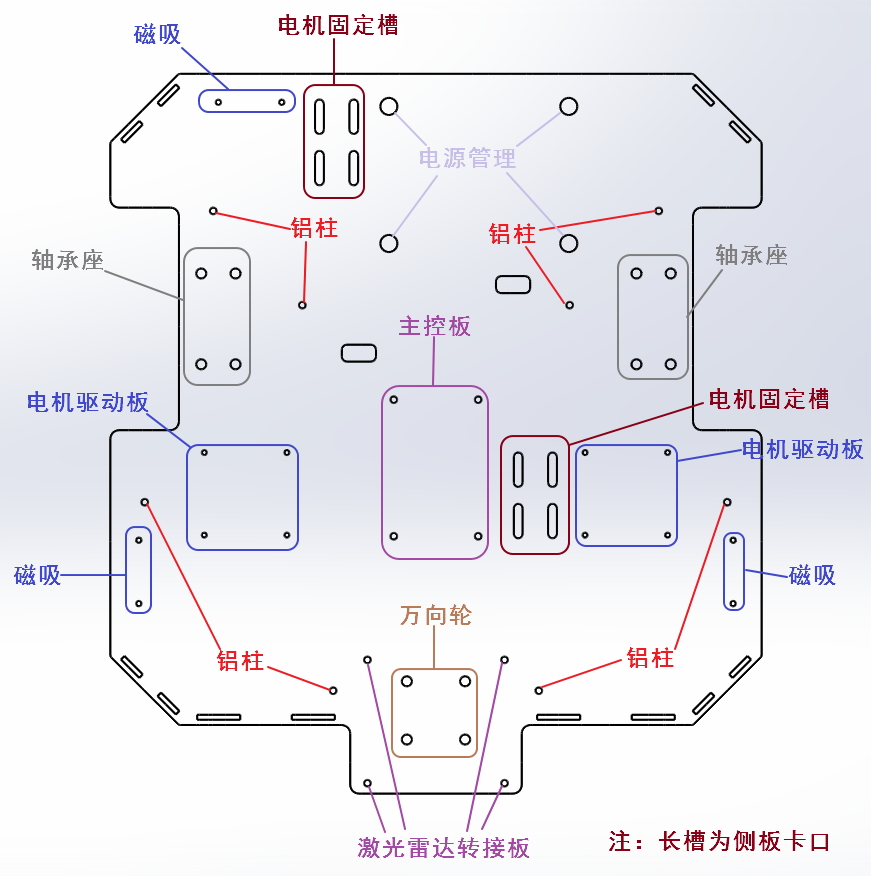 电机固定槽
磁吸
电源管理
铝柱
铝柱
轴承座
轴承座
主控板
电机驱动板
电机固定槽
电机驱动板
磁吸
磁吸
万向轮
铝柱
铝柱
激光雷达转接板
注：长槽为侧板卡口